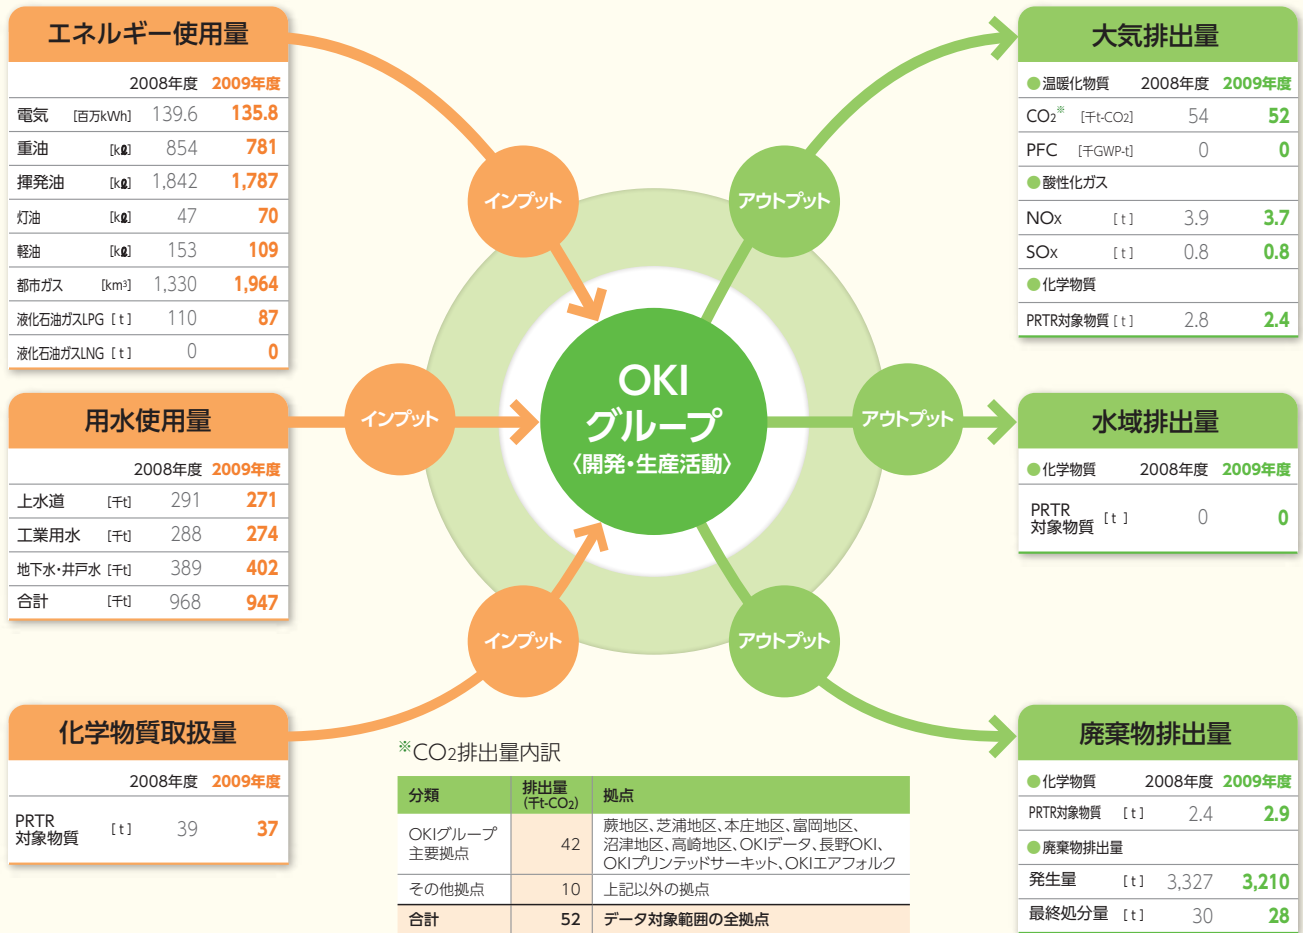 エネルギー使用量
2008年度 2009年度
電気 [百万kWh] 139.6 135.8
重油 [kℓ] 854 781
揮発油 [kℓ] 1,842 1,787
灯油 [kℓ] 47 70
軽油 [kℓ] 153 109
都市ガス [km³] 1,330 1,964
液化石油ガスLPG [t] 110 87
液化石油ガスLNG [t] 0 0
用水使用量
2008年度 2009年度
上水道 [千t] 291 271
工業用水 [千t] 288 274
地下水・井戸水 [千t] 389 402
合計 [千t] 968 947
化学物質取扱量
2008年度 2009年度
PRTR
対象物質 [t] 39 37
インプット
インプット
インプット
OKI
グループ
〈開発・生産活動〉
アウトプット
アウトプット
アウトプット
大気排出量
●温暖化物質 2008年度 2009年度
CO₂※ [千t-CO₂] 54 52
PFC [千GWP-t] 0 0
●酸性化ガス
NOx [t] 3.9 3.7
SOx [t] 0.8 0.8
●化学物質
PRTR対象物質 [t] 2.8 2.4
水域排出量
●化学物質 2008年度 2009年度
PRTR
対象物質 [t] 0 0
廃棄物排出量
●化学物質 2008年度 2009年度
PRTR対象物質 [t] 2.4 2.9
●廃棄物排出量
発生量 [t] 3,327 3,210
最終処分量 [t] 30 28
※CO₂排出量内訳
分類 排出量 (千t-CO₂) 拠点
OKIグループ
主要拠点 42
蕨地区、芝浦地区、本庄地区、富岡地区、
沼津地区、高崎地区、OKIデータ、長野OKI、
OKIプリンテッドサーキット、OKIエアフォルク
その他拠点 10 上記以外の拠点
合計 52 データ対象範囲の全拠点